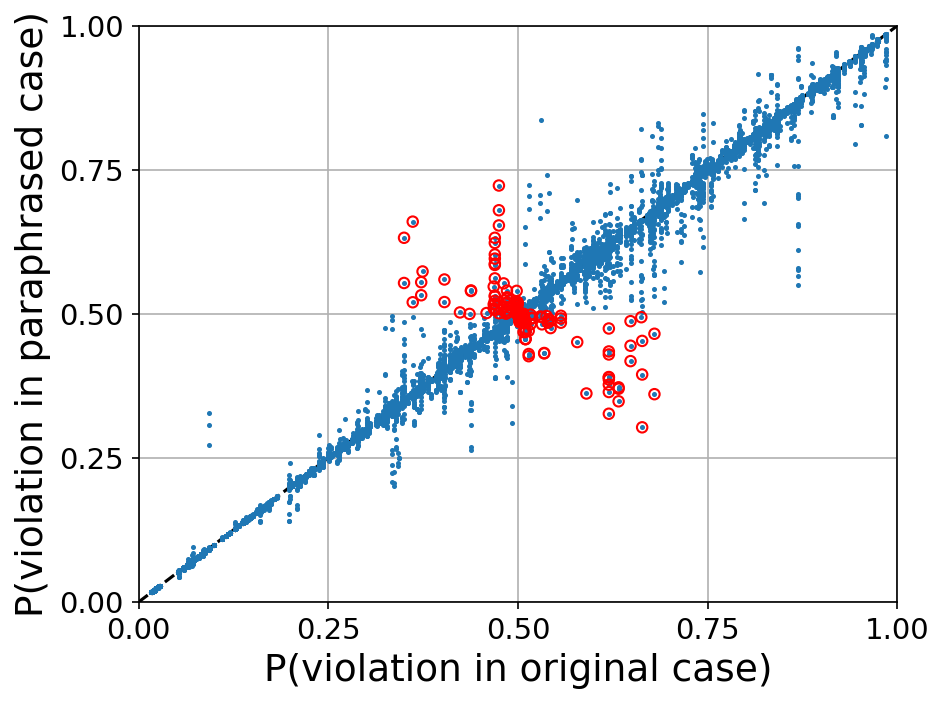 P(violation in paraphrased case)
1.00
0.75
0.50
0.25
0.00
0.00 0.25 0.50 0.75 1.00
P(violation in original case)